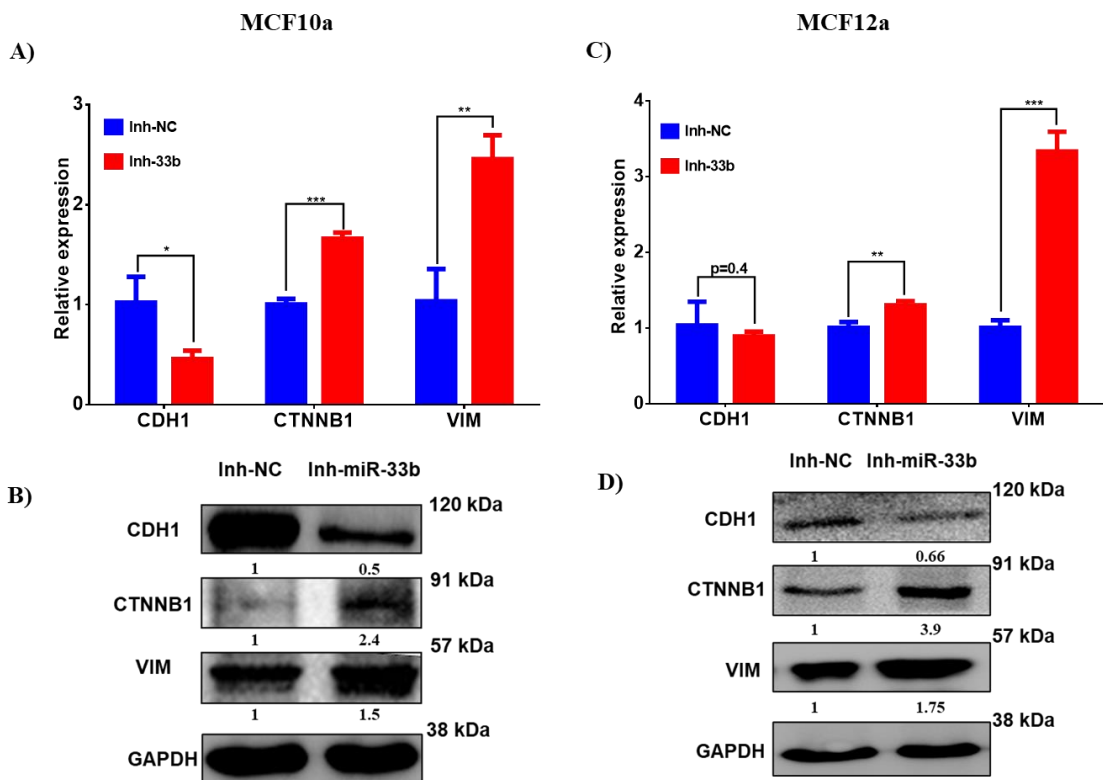 MCF10a
A)
3
2
1
0
Relative expression
Inh-NC
Inh-33b
*
***
**
CDH1
CTNNB1
VIM
MCF12a
C)
4
3
2
1
0
Relative expression
Inh-NC
Inh-33b
p=0.4
**
***
CDH1
CTNNB1
VIM
B)
Inh-NC Inh-miR-33b
120 kDa
CDH1
1 0.5
91 kDa
CTNNB1
1 2.4
57 kDa
VIM
1 1.5
38 kDa
GAPDH
D)
Inh-NC Inh-miR-33b
120 kDa
CDH1
1 0.66
91 kDa
CTNNB1
1 3.9
57 kDa
VIM
1 1.75
38 kDa
GAPDH